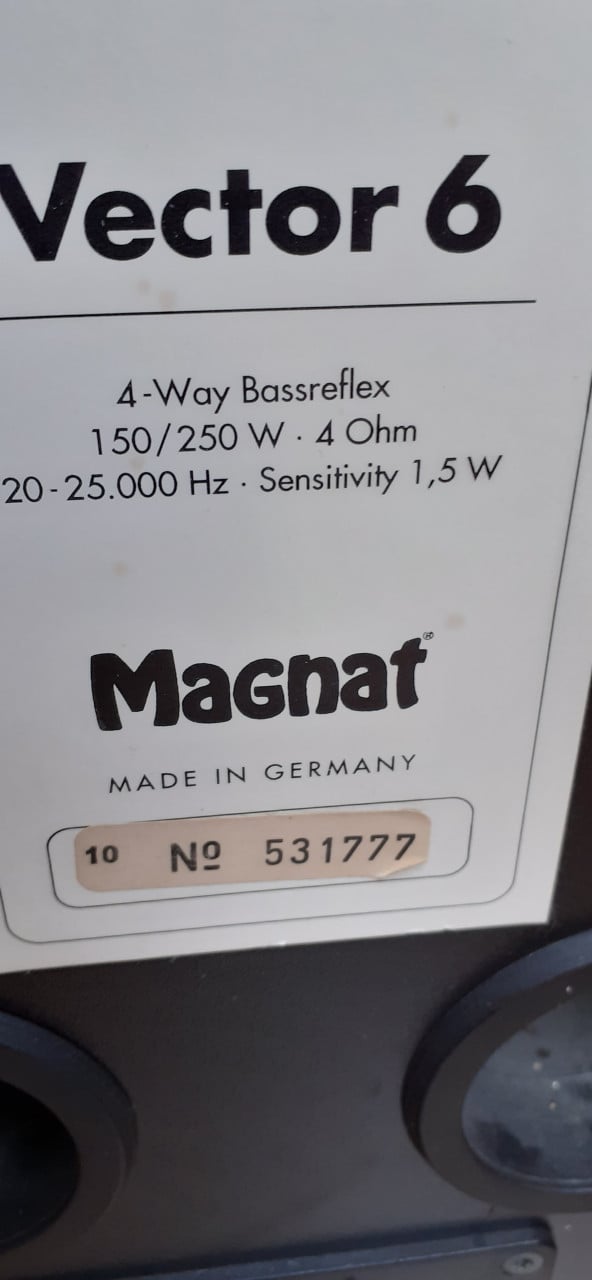 Vector 6
4-Way Bassreflex
150/250 W · 4 Ohm
20-25.000 Hz · Sensitivity 1,5 W
Magnat®
MADE IN GERMANY
10 Nº 531777